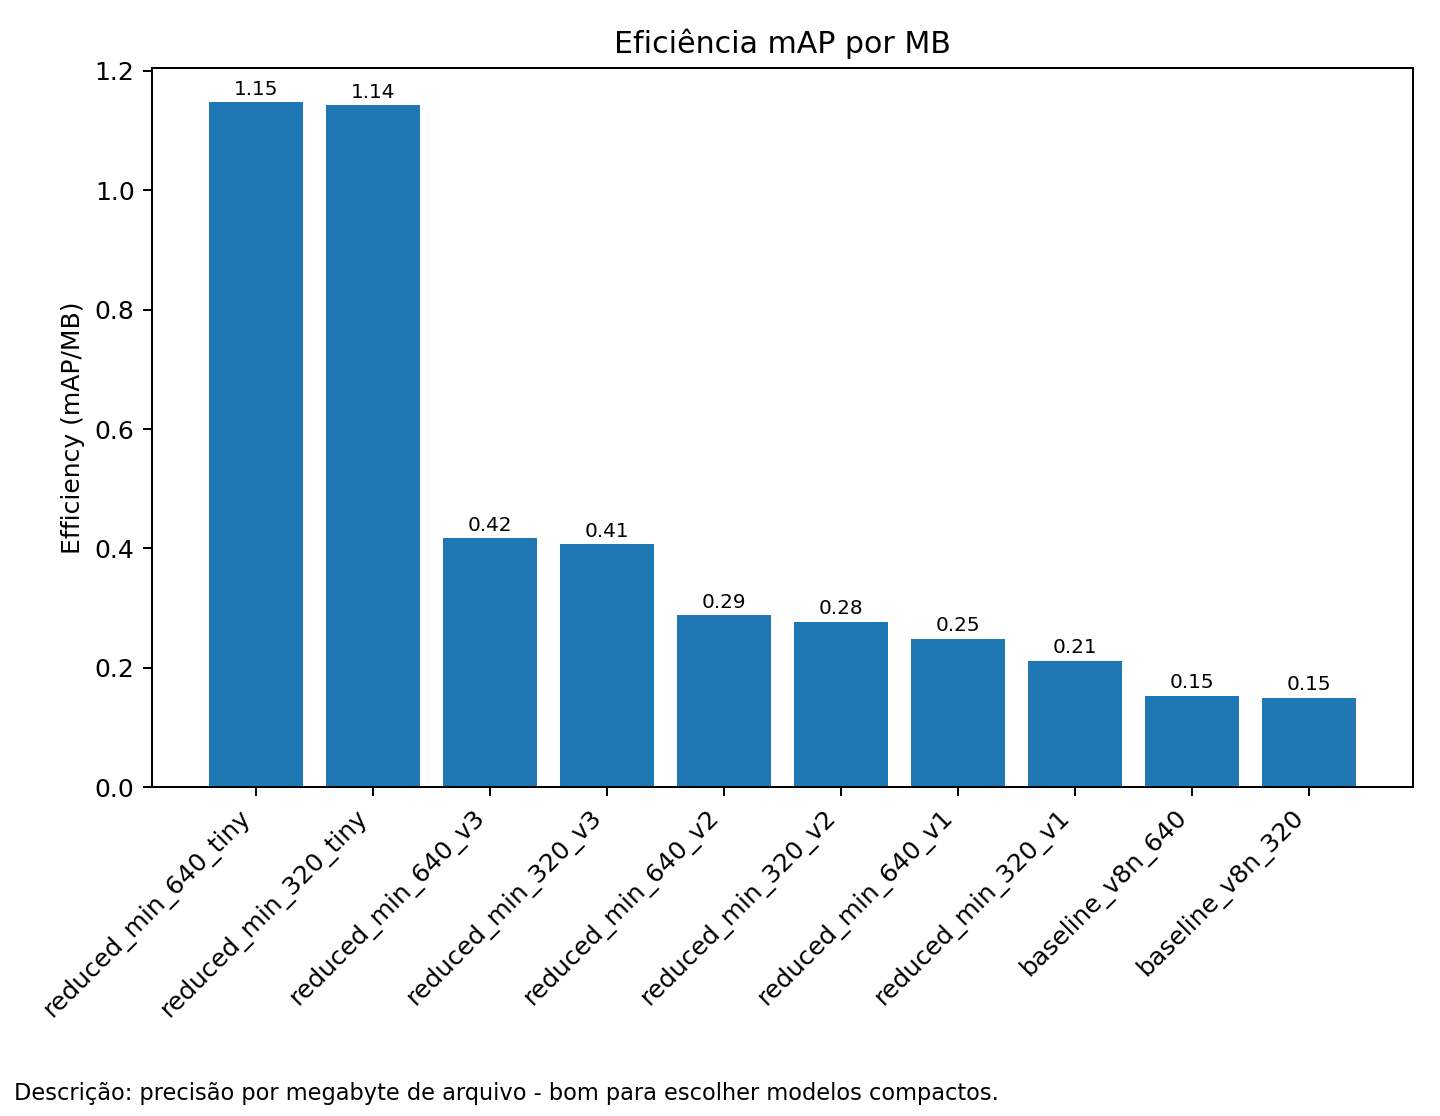 Eficiência mAP por MB
1.2
1.0
0.8
0.6
0.4
0.2
0.0
Efficiency (mAP/MB)
1.15
1.14
0.42
0.41
0.29
0.28
0.25
0.21
0.15
0.15
reduced_min_640_tiny
reduced_min_320_tiny
reduced_min_640_v3
reduced_min_320_v3
reduced_min_640_v2
reduced_min_320_v2
reduced_min_640_v1
reduced_min_320_v1
baseline_v8n_640
baseline_v8n_320
Descrição: precisão por megabyte de arquivo - bom para escolher modelos compactos.